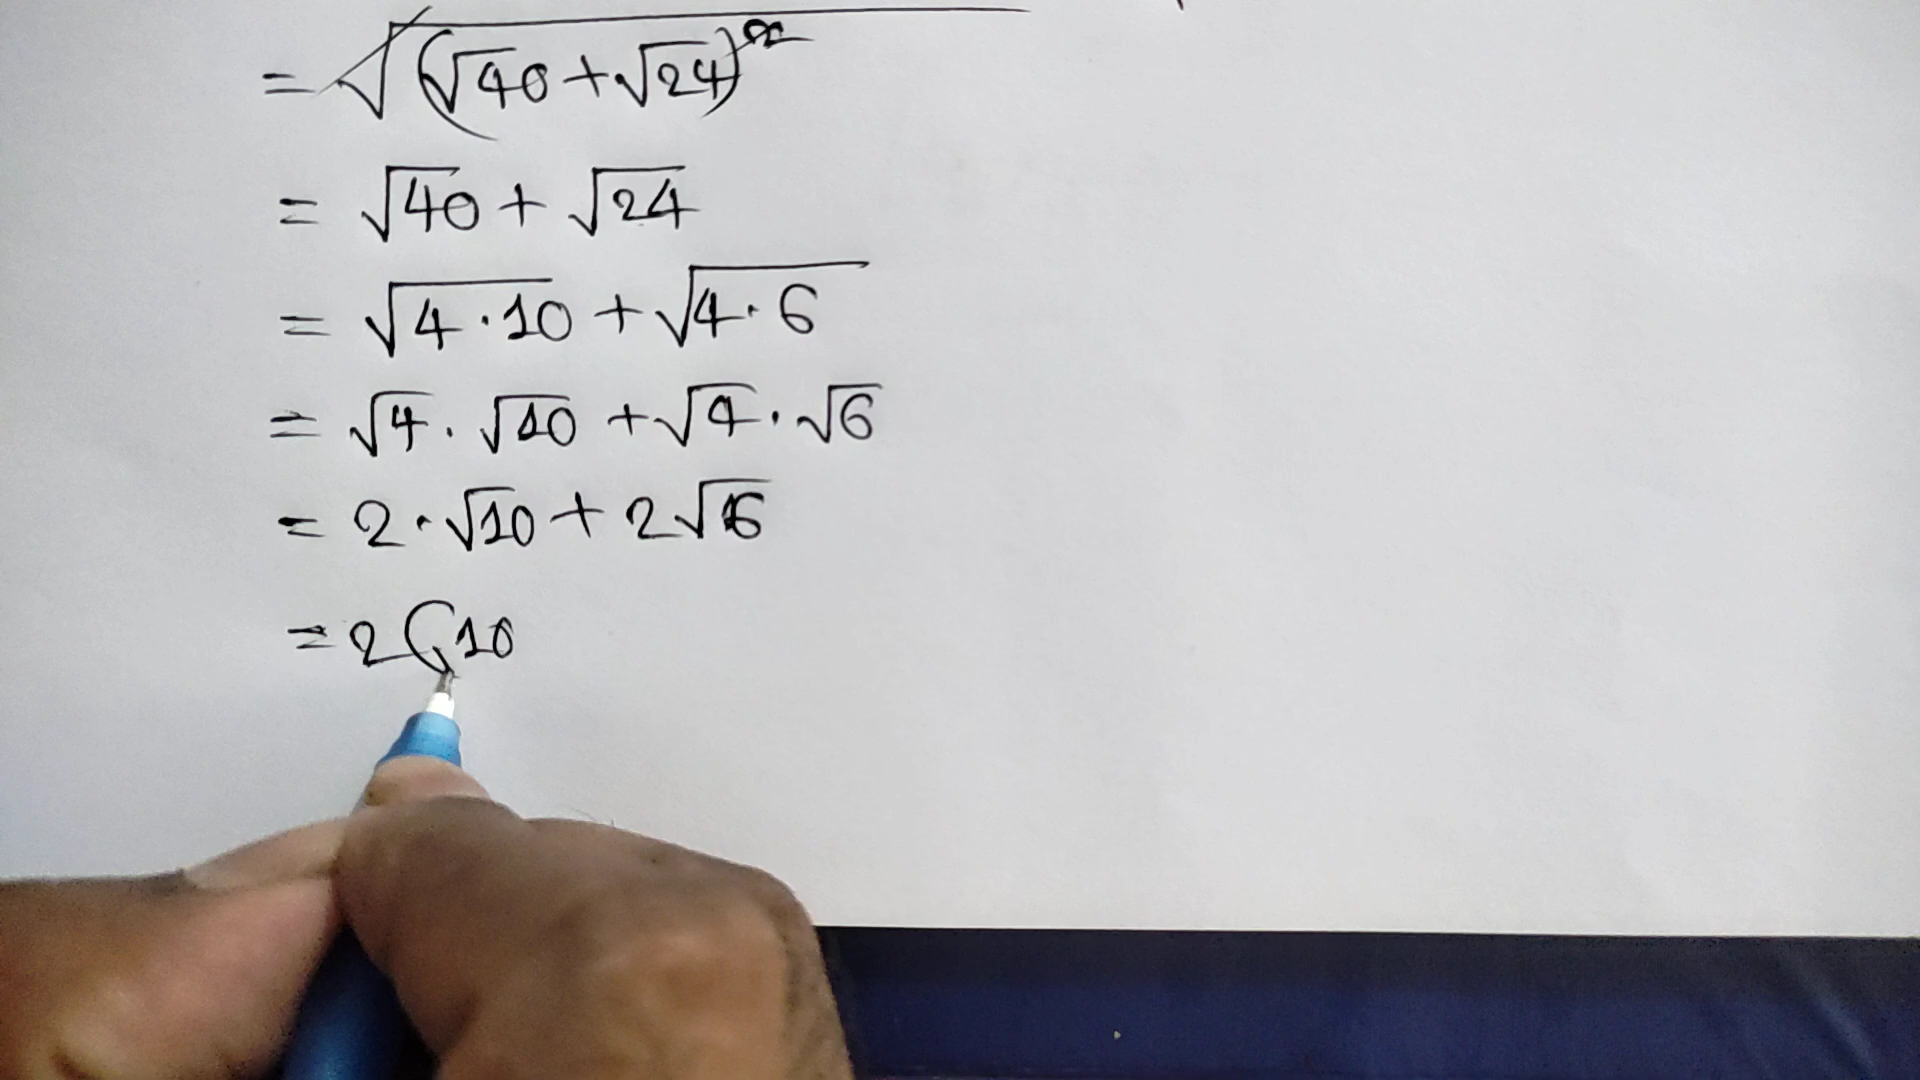 = √(√40 + √24)²
= √40 + √24
= √4·10 + √4·6
= √4 · √10 + √4 · √6
= 2·√10 + 2√6
= 2(10